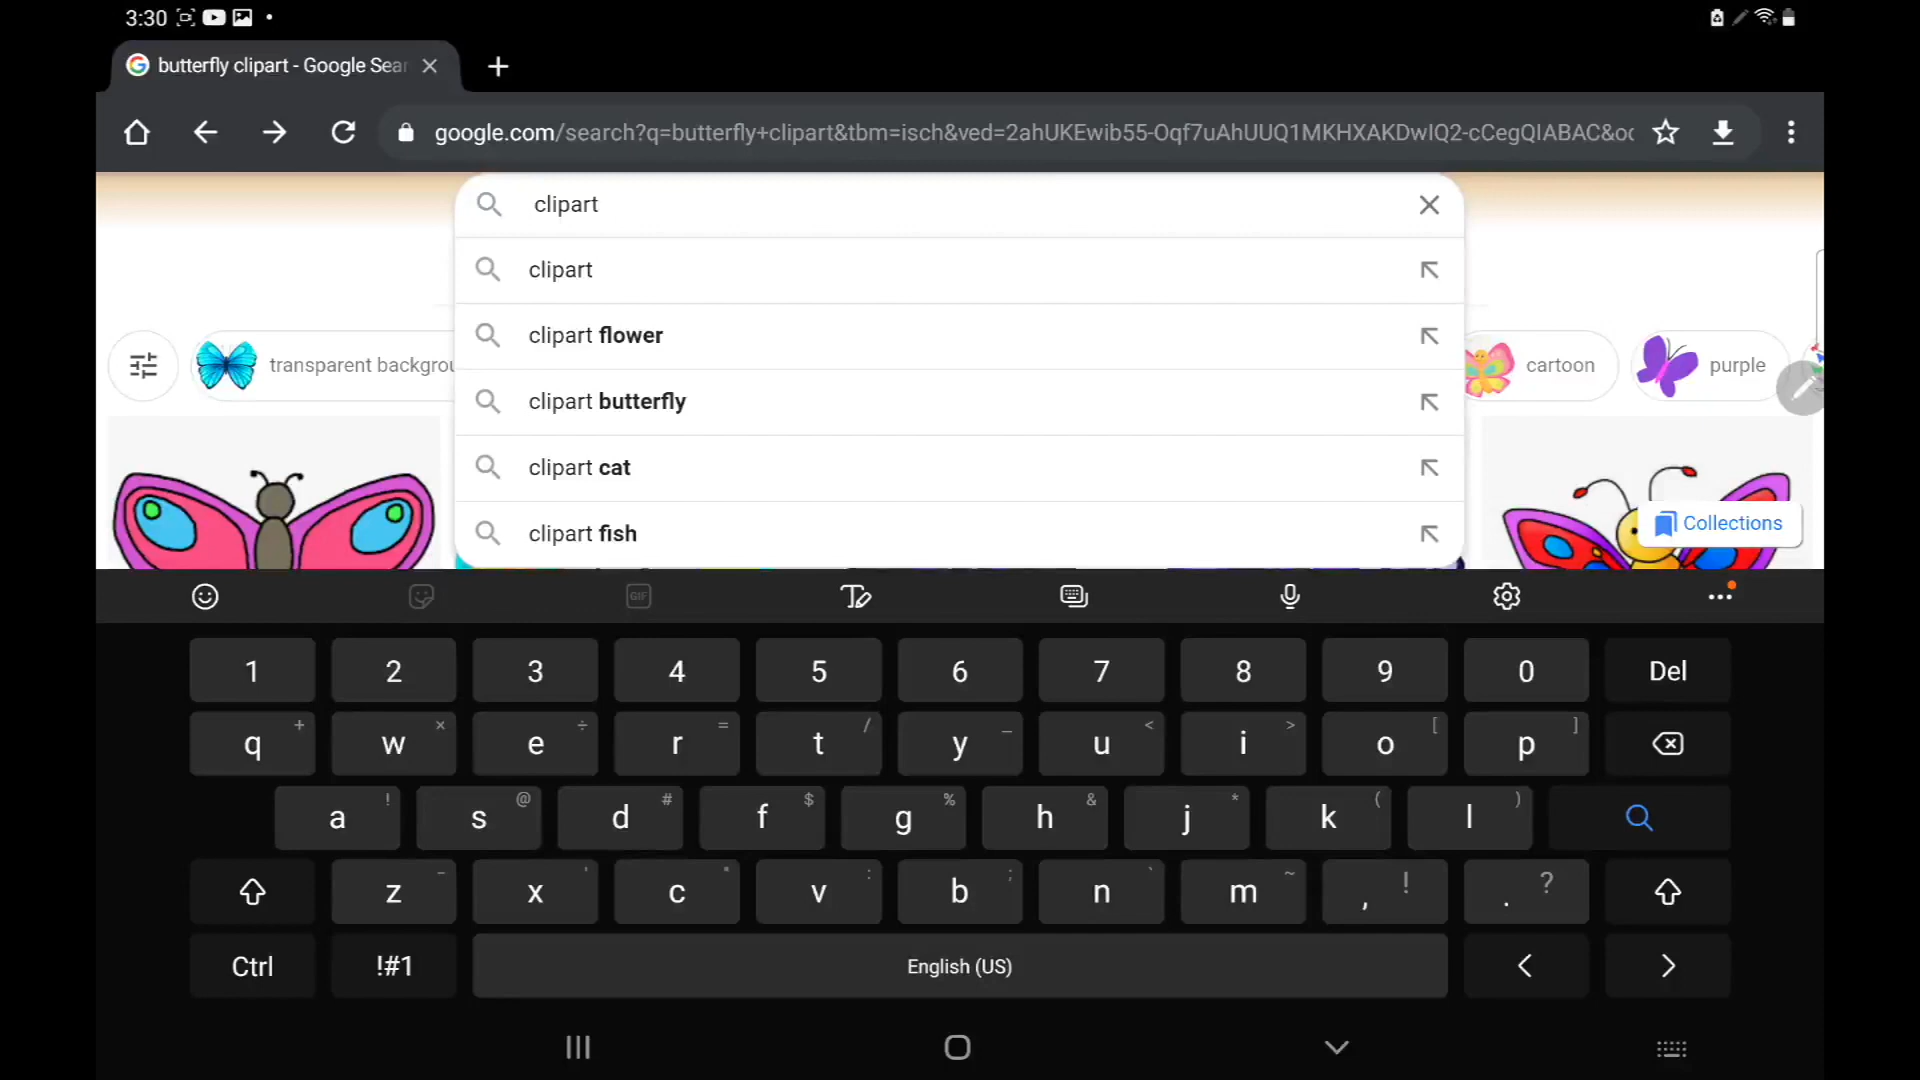 3:30
butterfly clipart - Google Sear
google.com/search?q=butterfly+clipart&tbm=isch&ved=2ahUKEwib55-Oqf7uAhUUQ1MKHXAKDwIQ2-cCegQIABAC&oc
clipart
clipart
clipart flower
clipart butterfly
clipart cat
clipart fish
transparent backgrou
cartoon
purple
Collections
GIF
1 2 3 4 5 6 7 8 9 0 Del
+ × ÷ = / _ < > [ ]
q w e r t y u i o p
! @ # $ % & * ( )
a s d f g h j k l
- ' " : ; ` ~ ! ?
z x c v b n m , .
Ctrl !#1 English (US) < >